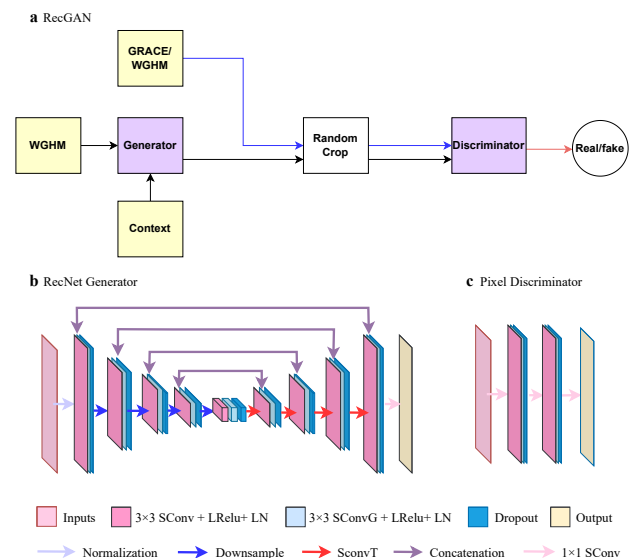 a RecGAN
GRACE/
WGHM
WGHM
Generator
Random
Crop
Discriminator
Real/fake
Context
b RecNet Generator
c Pixel Discriminator
Inputs
3×3 SConv + LRelu+ LN
3×3 SConvG + LRelu+ LN
Dropout
Output
Normalization
Downsample
SconvT
Concatenation
1×1 SConv